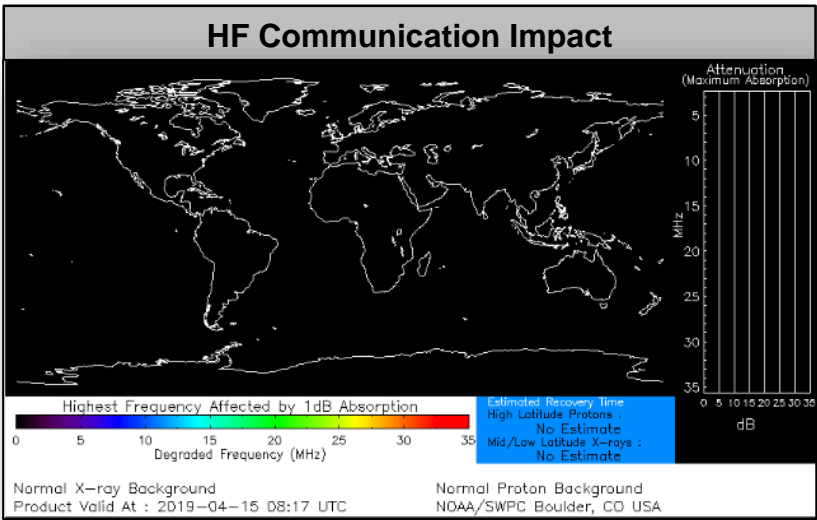 HF Communication Impact
Attenuation
(Maximum Absorption)
5
10
15
20
25
30
35
MHz
0 5 10 15 20 25 30 35
dB
Highest Frequency Affected by 1dB Absorption
0 5 10 15 20 25 30 35
Degraded Frequency (MHz)
Estimated Recovery Time
High Latitude Protons :
No Estimate
Mid/Low Latitude X-rays :
No Estimate
Normal X-ray Background
Product Valid At : 2019-04-15 08:17 UTC
Normal Proton Background
NOAA/SWPC Boulder, CO USA